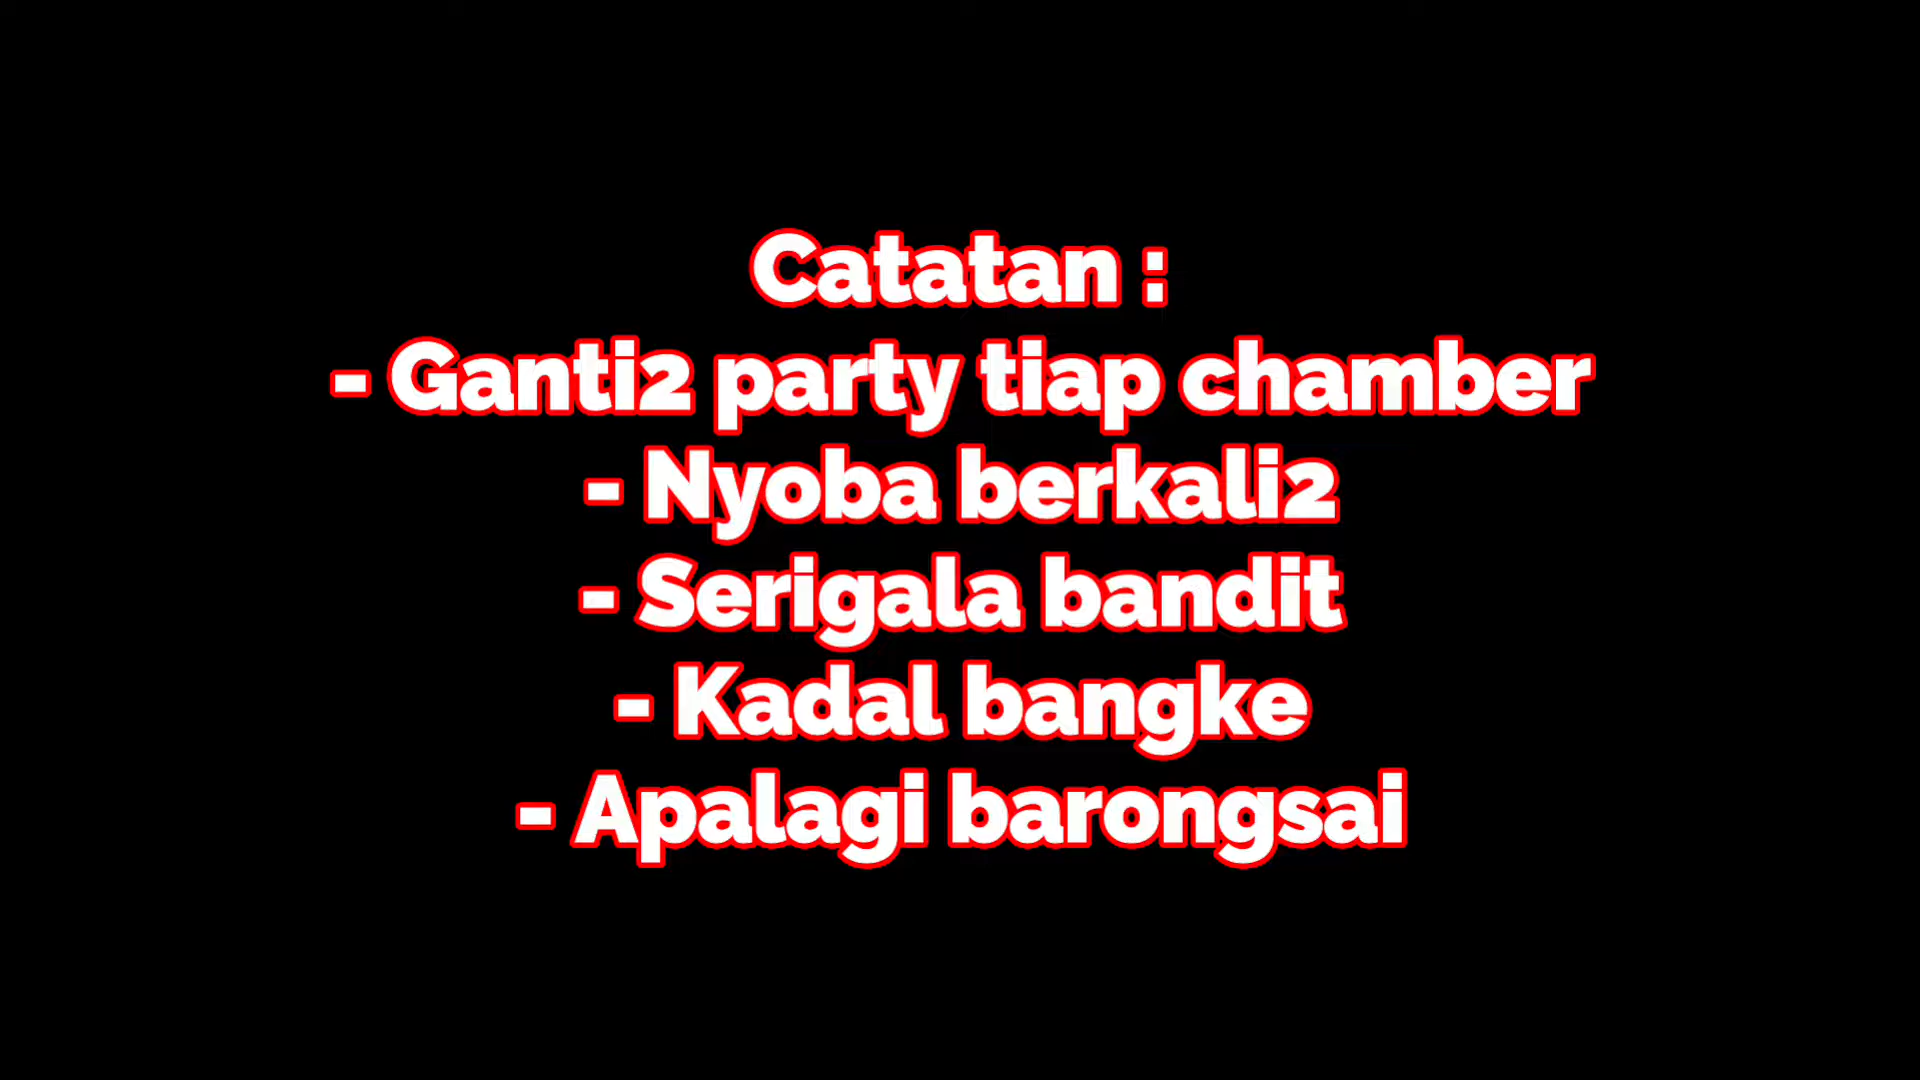 Catatan :
- Ganti2 party tiap chamber
- Nyoba berkali2
- Serigala bandit
- Kadal bangke
- Apalagi barongsai